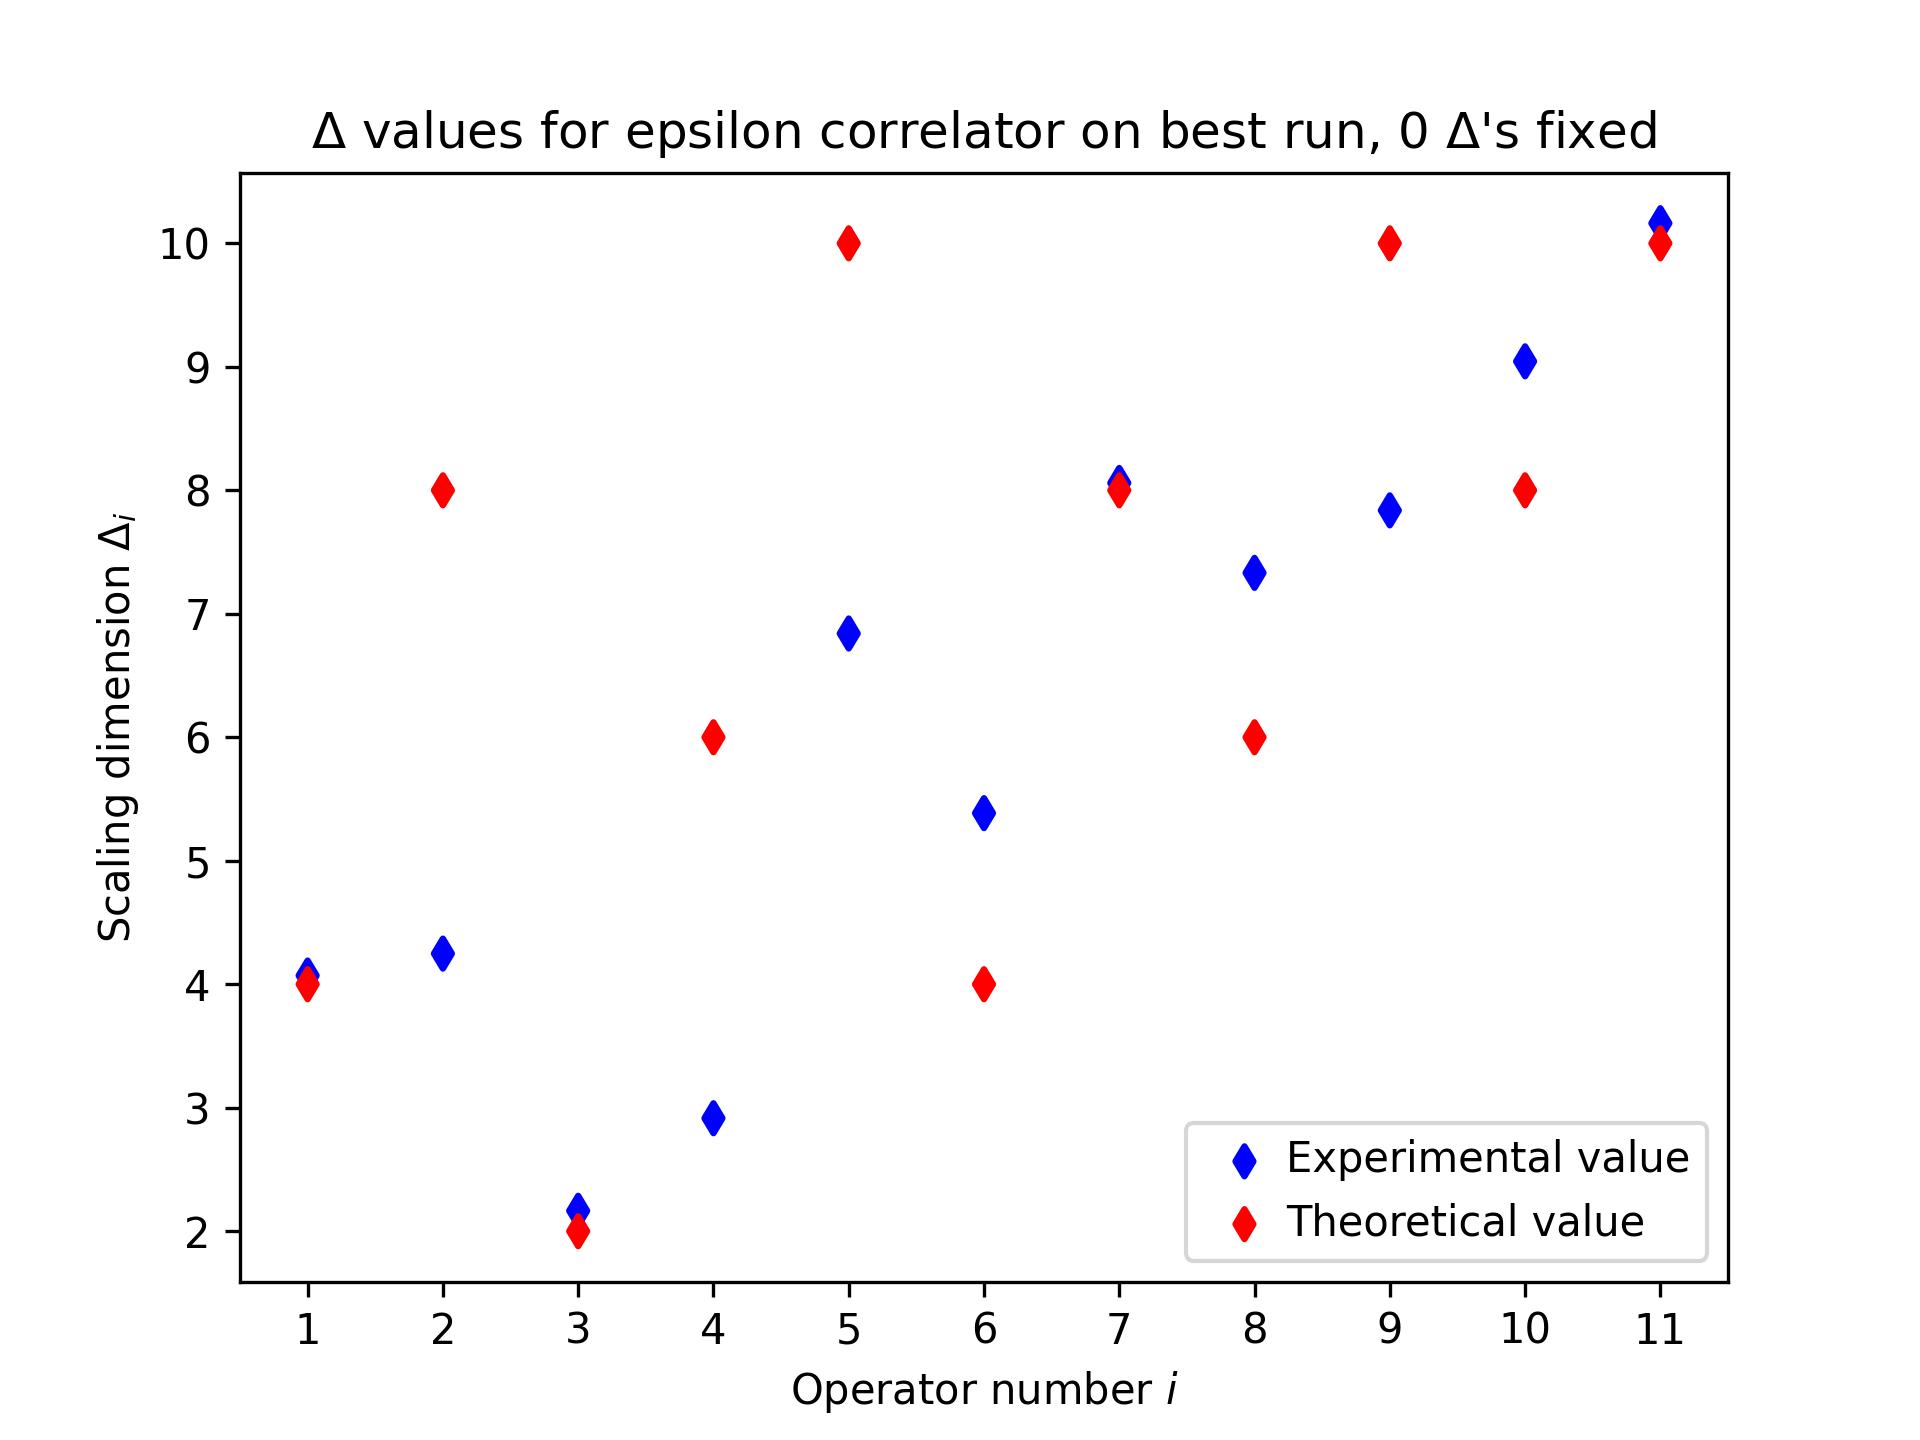 Δ values for epsilon correlator on best run, 0 Δ's fixed
10
9
8
7
6
5
4
3
2
Scaling dimension Δi
Experimental value
Theoretical value
1 2 3 4 5 6 7 8 9 10 11
Operator number i